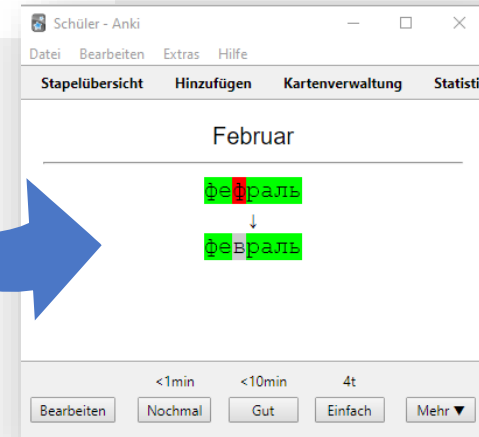 Schüler - Anki
Datei Bearbeiten Extras Hilfe
Stapelübersicht Hinzufügen Kartenverwaltung Statisti
Februar
фефраль
↓
февраль
<1min <10min 4t
Bearbeiten Nochmal Gut Einfach Mehr ▼